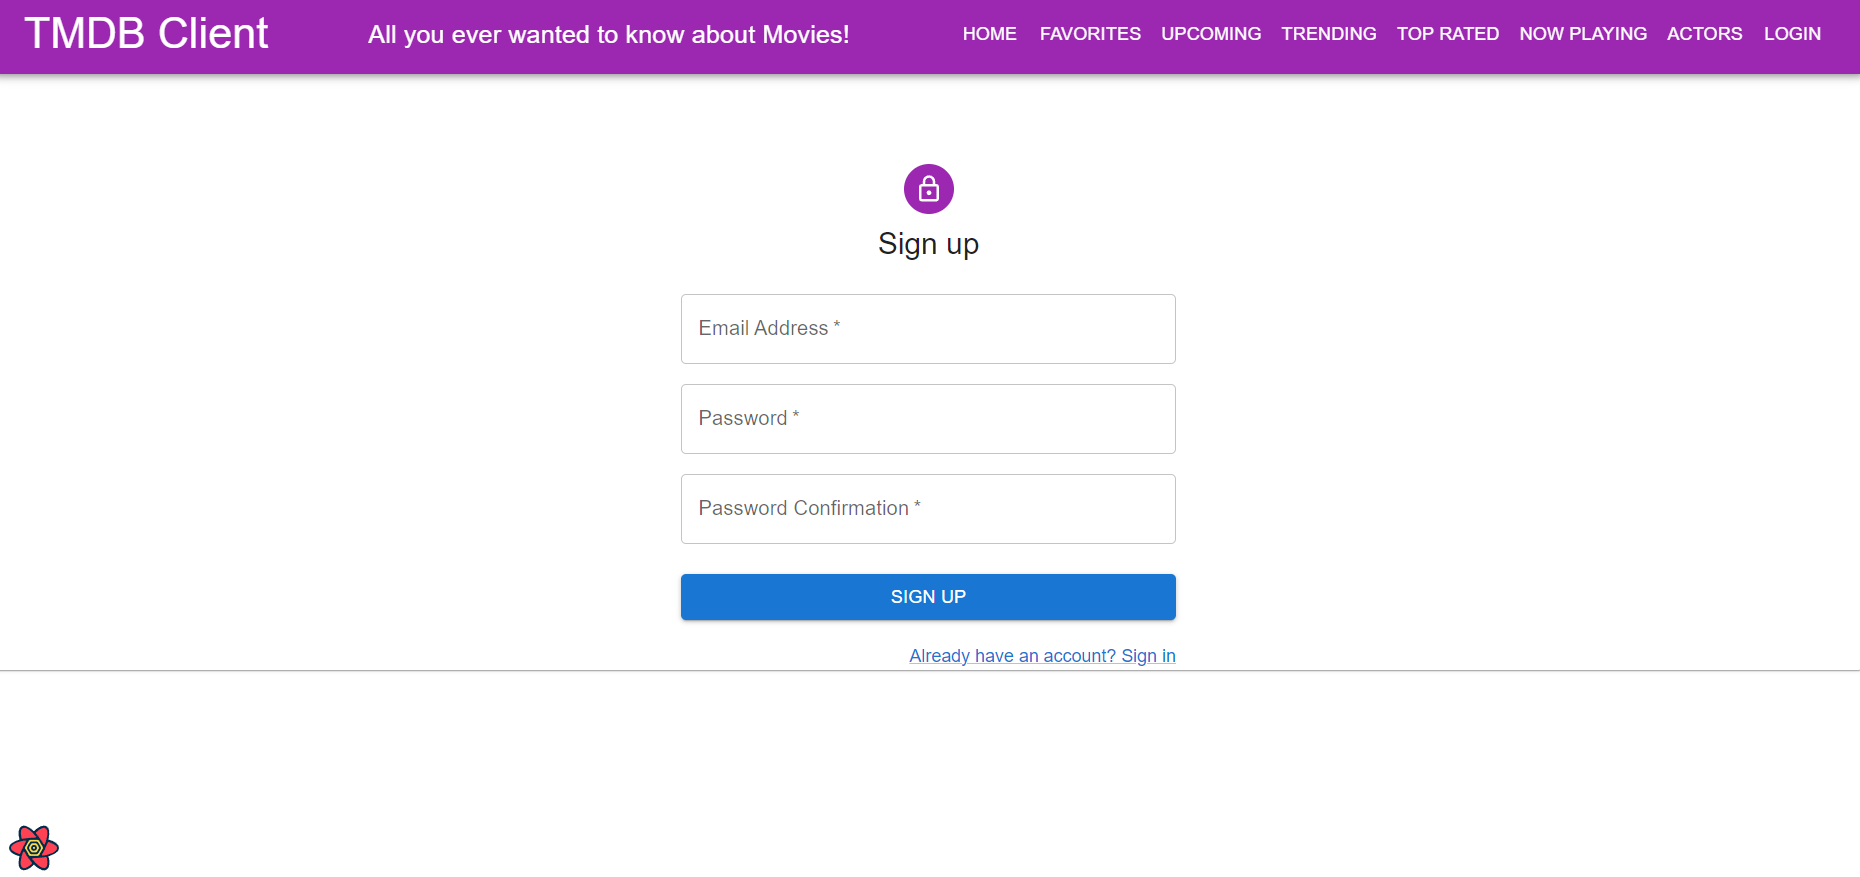 TMDB Client
All you ever wanted to know about Movies!
HOME FAVORITES UPCOMING TRENDING TOP RATED NOW PLAYING ACTORS LOGIN
Sign up
Email Address *
Password *
Password Confirmation *
SIGN UP
Already have an account? Sign in